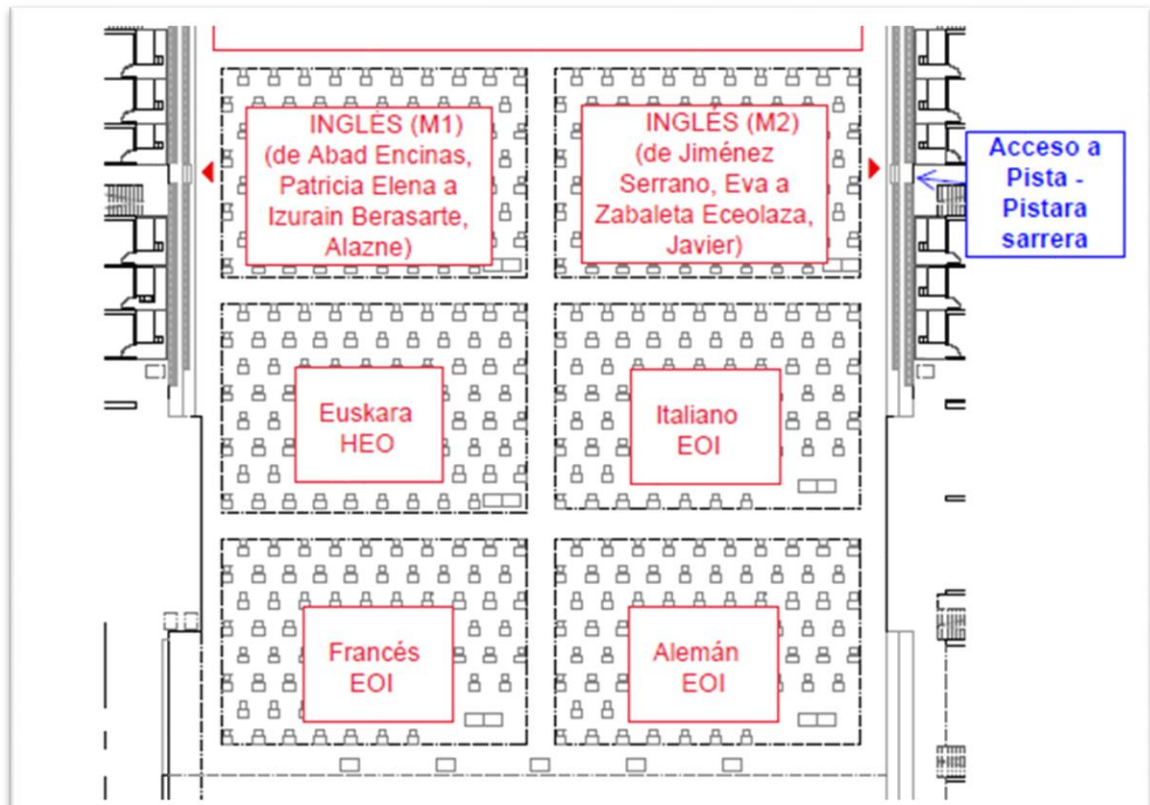 INGLÉS (M1)
(de Abad Encinas,
Patricia Elena a
Izurain Berasarte,
Alazne)
INGLÉS (M2)
(de Jiménez
Serrano, Eva a
Zabaleta Eceolaza,
Javier)
Acceso a
Pista -
Pistara
sarrera
Euskara
HEO
Italiano
EOI
Francés
EOI
Alemán
EOI